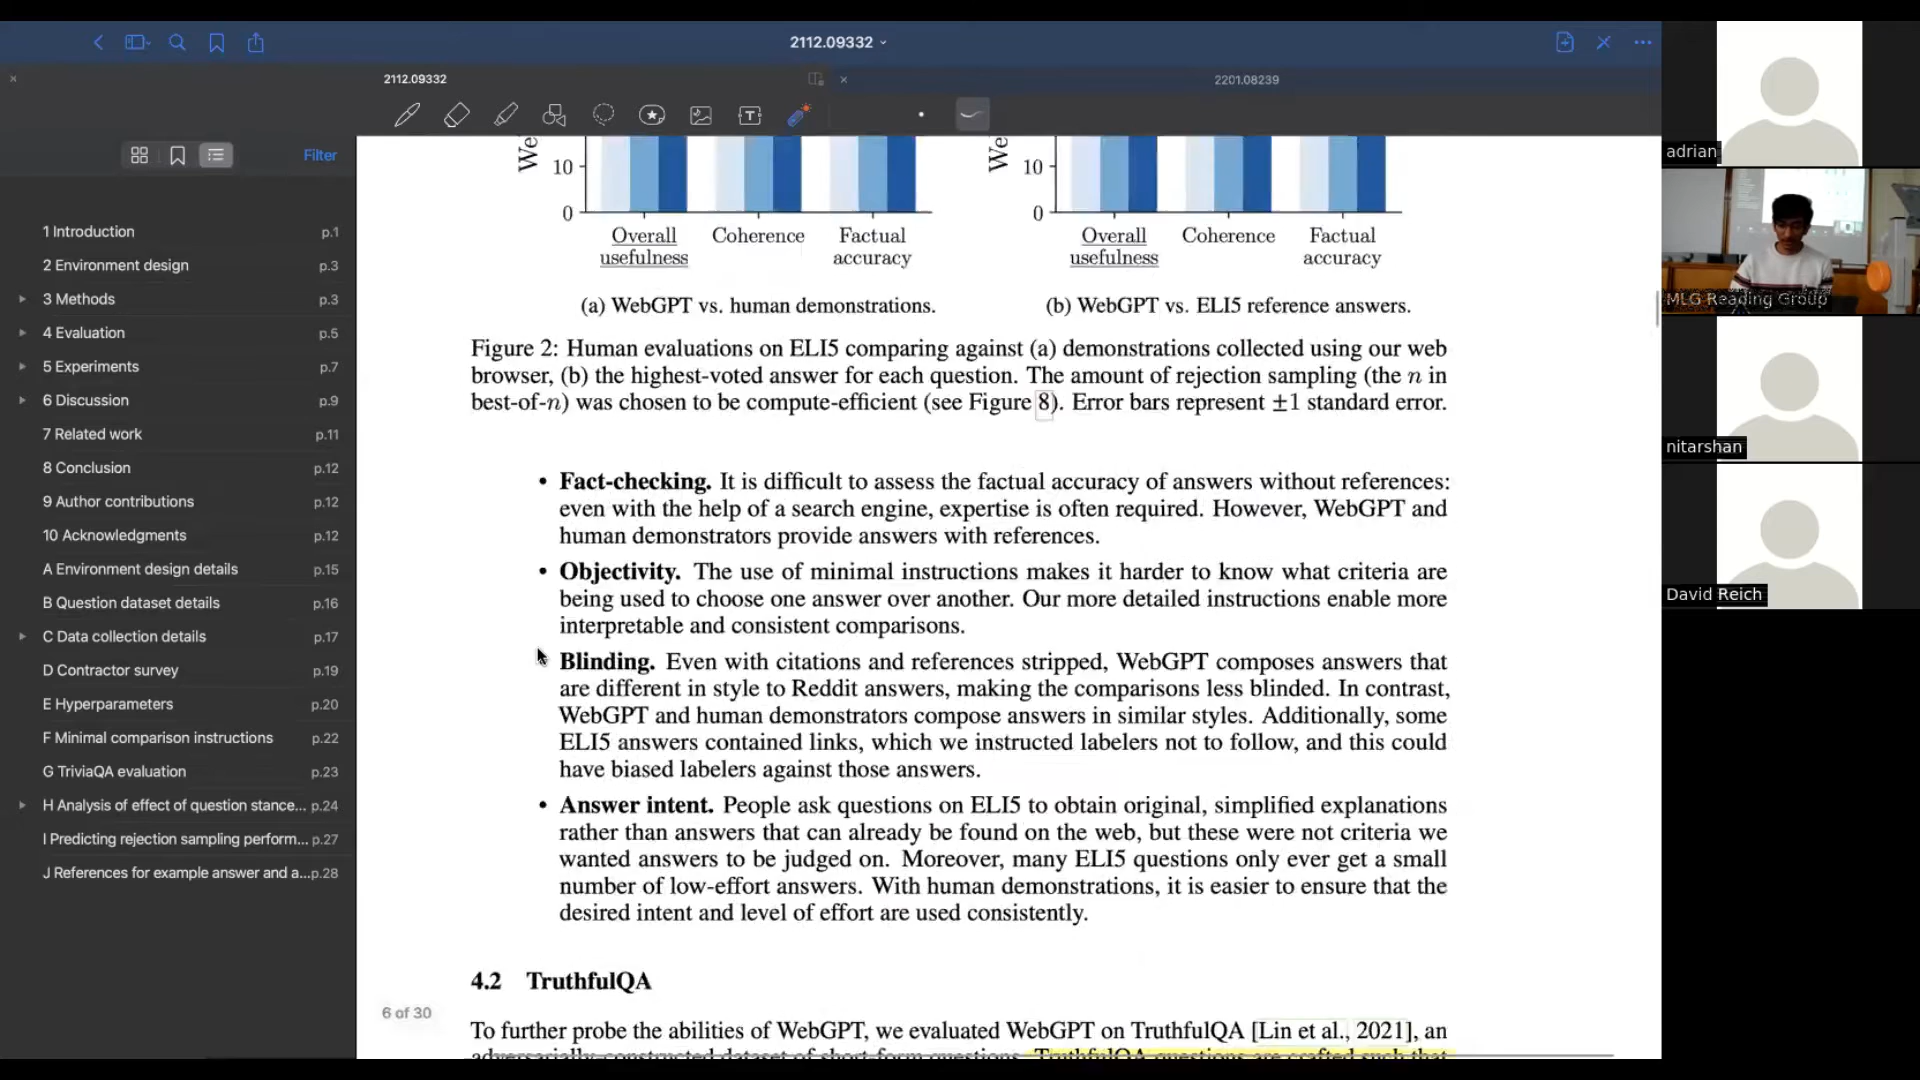 2112.09332
2112.09332
2201.08239
Filter
1 Introduction p.1
2 Environment design p.3
3 Methods p.3
4 Evaluation p.5
5 Experiments p.7
6 Discussion p.9
7 Related work p.11
8 Conclusion p.12
9 Author contributions p.12
10 Acknowledgments p.12
A Environment design details p.15
B Question dataset details p.16
C Data collection details p.17
D Contractor survey p.19
E Hyperparameters p.20
F Minimal comparison instructions p.22
G TriviaQA evaluation p.23
H Analysis of effect of question stance... p.24
I Predicting rejection sampling perform... p.27
J References for example answer and a... p.28
We
10
0
Overall
usefulness
Coherence
Factual
accuracy
We
10
0
Overall
usefulness
Coherence
Factual
accuracy
(a) WebGPT vs. human demonstrations.
(b) WebGPT vs. ELI5 reference answers.
Figure 2: Human evaluations on ELI5 comparing against (a) demonstrations collected using our web
browser, (b) the highest-voted answer for each question. The amount of rejection sampling (the n in
best-of-n) was chosen to be compute-efficient (see Figure 8). Error bars represent ±1 standard error.
• Fact-checking. It is difficult to assess the factual accuracy of answers without references:
even with the help of a search engine, expertise is often required. However, WebGPT and
human demonstrators provide answers with references.
• Objectivity. The use of minimal instructions makes it harder to know what criteria are
being used to choose one answer over another. Our more detailed instructions enable more
interpretable and consistent comparisons.
Blinding. Even with citations and references stripped, WebGPT composes answers that
are different in style to Reddit answers, making the comparisons less blinded. In contrast,
WebGPT and human demonstrators compose answers in similar styles. Additionally, some
ELI5 answers contained links, which we instructed labelers not to follow, and this could
have biased labelers against those answers.
• Answer intent. People ask questions on ELI5 to obtain original, simplified explanations
rather than answers that can already be found on the web, but these were not criteria we
wanted answers to be judged on. Moreover, many ELI5 questions only ever get a small
number of low-effort answers. With human demonstrations, it is easier to ensure that the
desired intent and level of effort are used consistently.
4.2 TruthfulQA
6 of 30
To further probe the abilities of WebGPT, we evaluated WebGPT on TruthfulQA [Lin et al., 2021], an
adversarially-constructed dataset of short-form questions. TruthfulQA questions are crafted such that
adrian
MLG Reading Group
nitarshan
David Reich